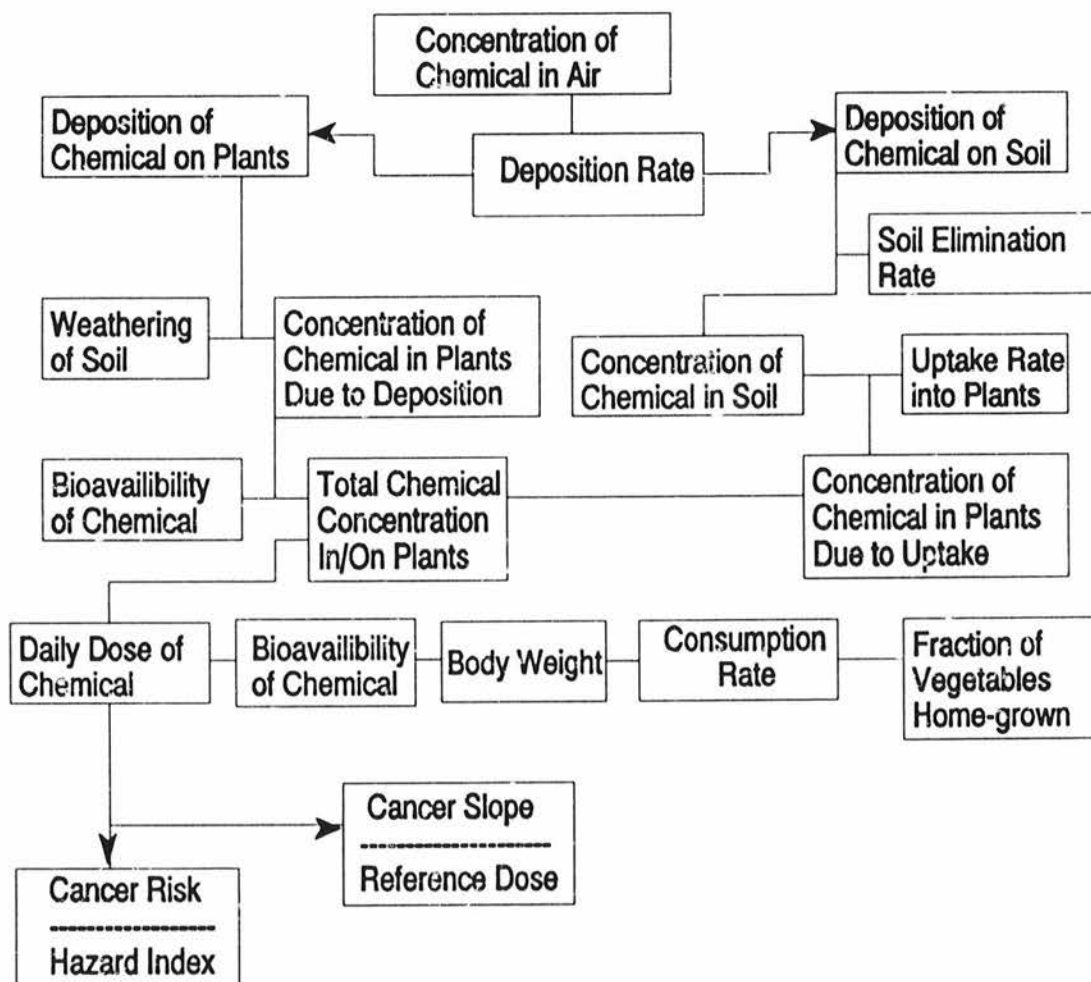 Concentration of
Chemical in Air
Deposition of
Chemical on Plants
Deposition Rate
Deposition of
Chemical on Soil
Soil Elimination
Rate
Weathering
of Soil
Concentration of
Chemical in Plants
Due to Deposition
Concentration of
Chemical in Soil
Uptake Rate
into Plants
Bioavailibility
of Chemical
Total Chemical
Concentration
In/On Plants
Concentration of
Chemical in Plants
Due to Uptake
Daily Dose of
Chemical
Bioavailibility
of Chemical
Body Weight
Consumption
Rate
Fraction of
Vegetables
Home-grown
Cancer Slope
Reference Dose
Cancer Risk
Hazard Index